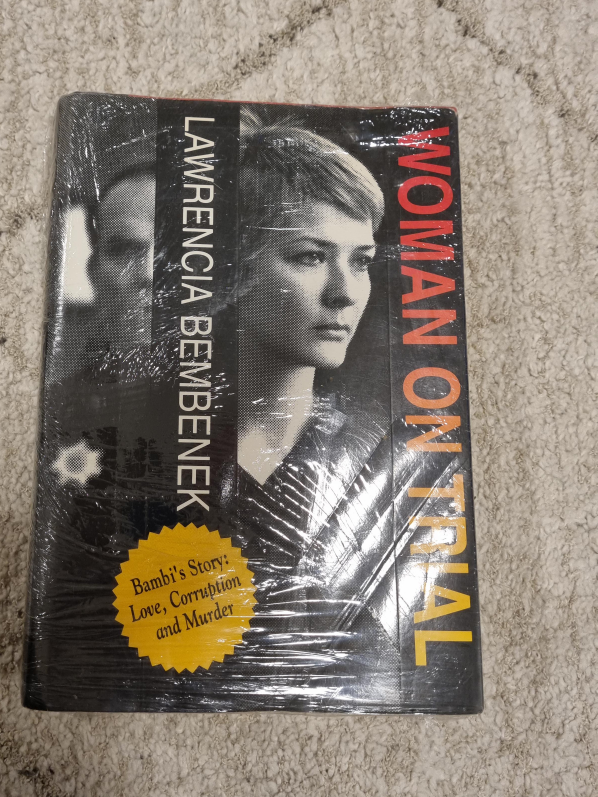 LAWRENCIA BEMBENEK
WOMAN ON TRIAL
Bambi's Story:
Love, Corruption
and Murder